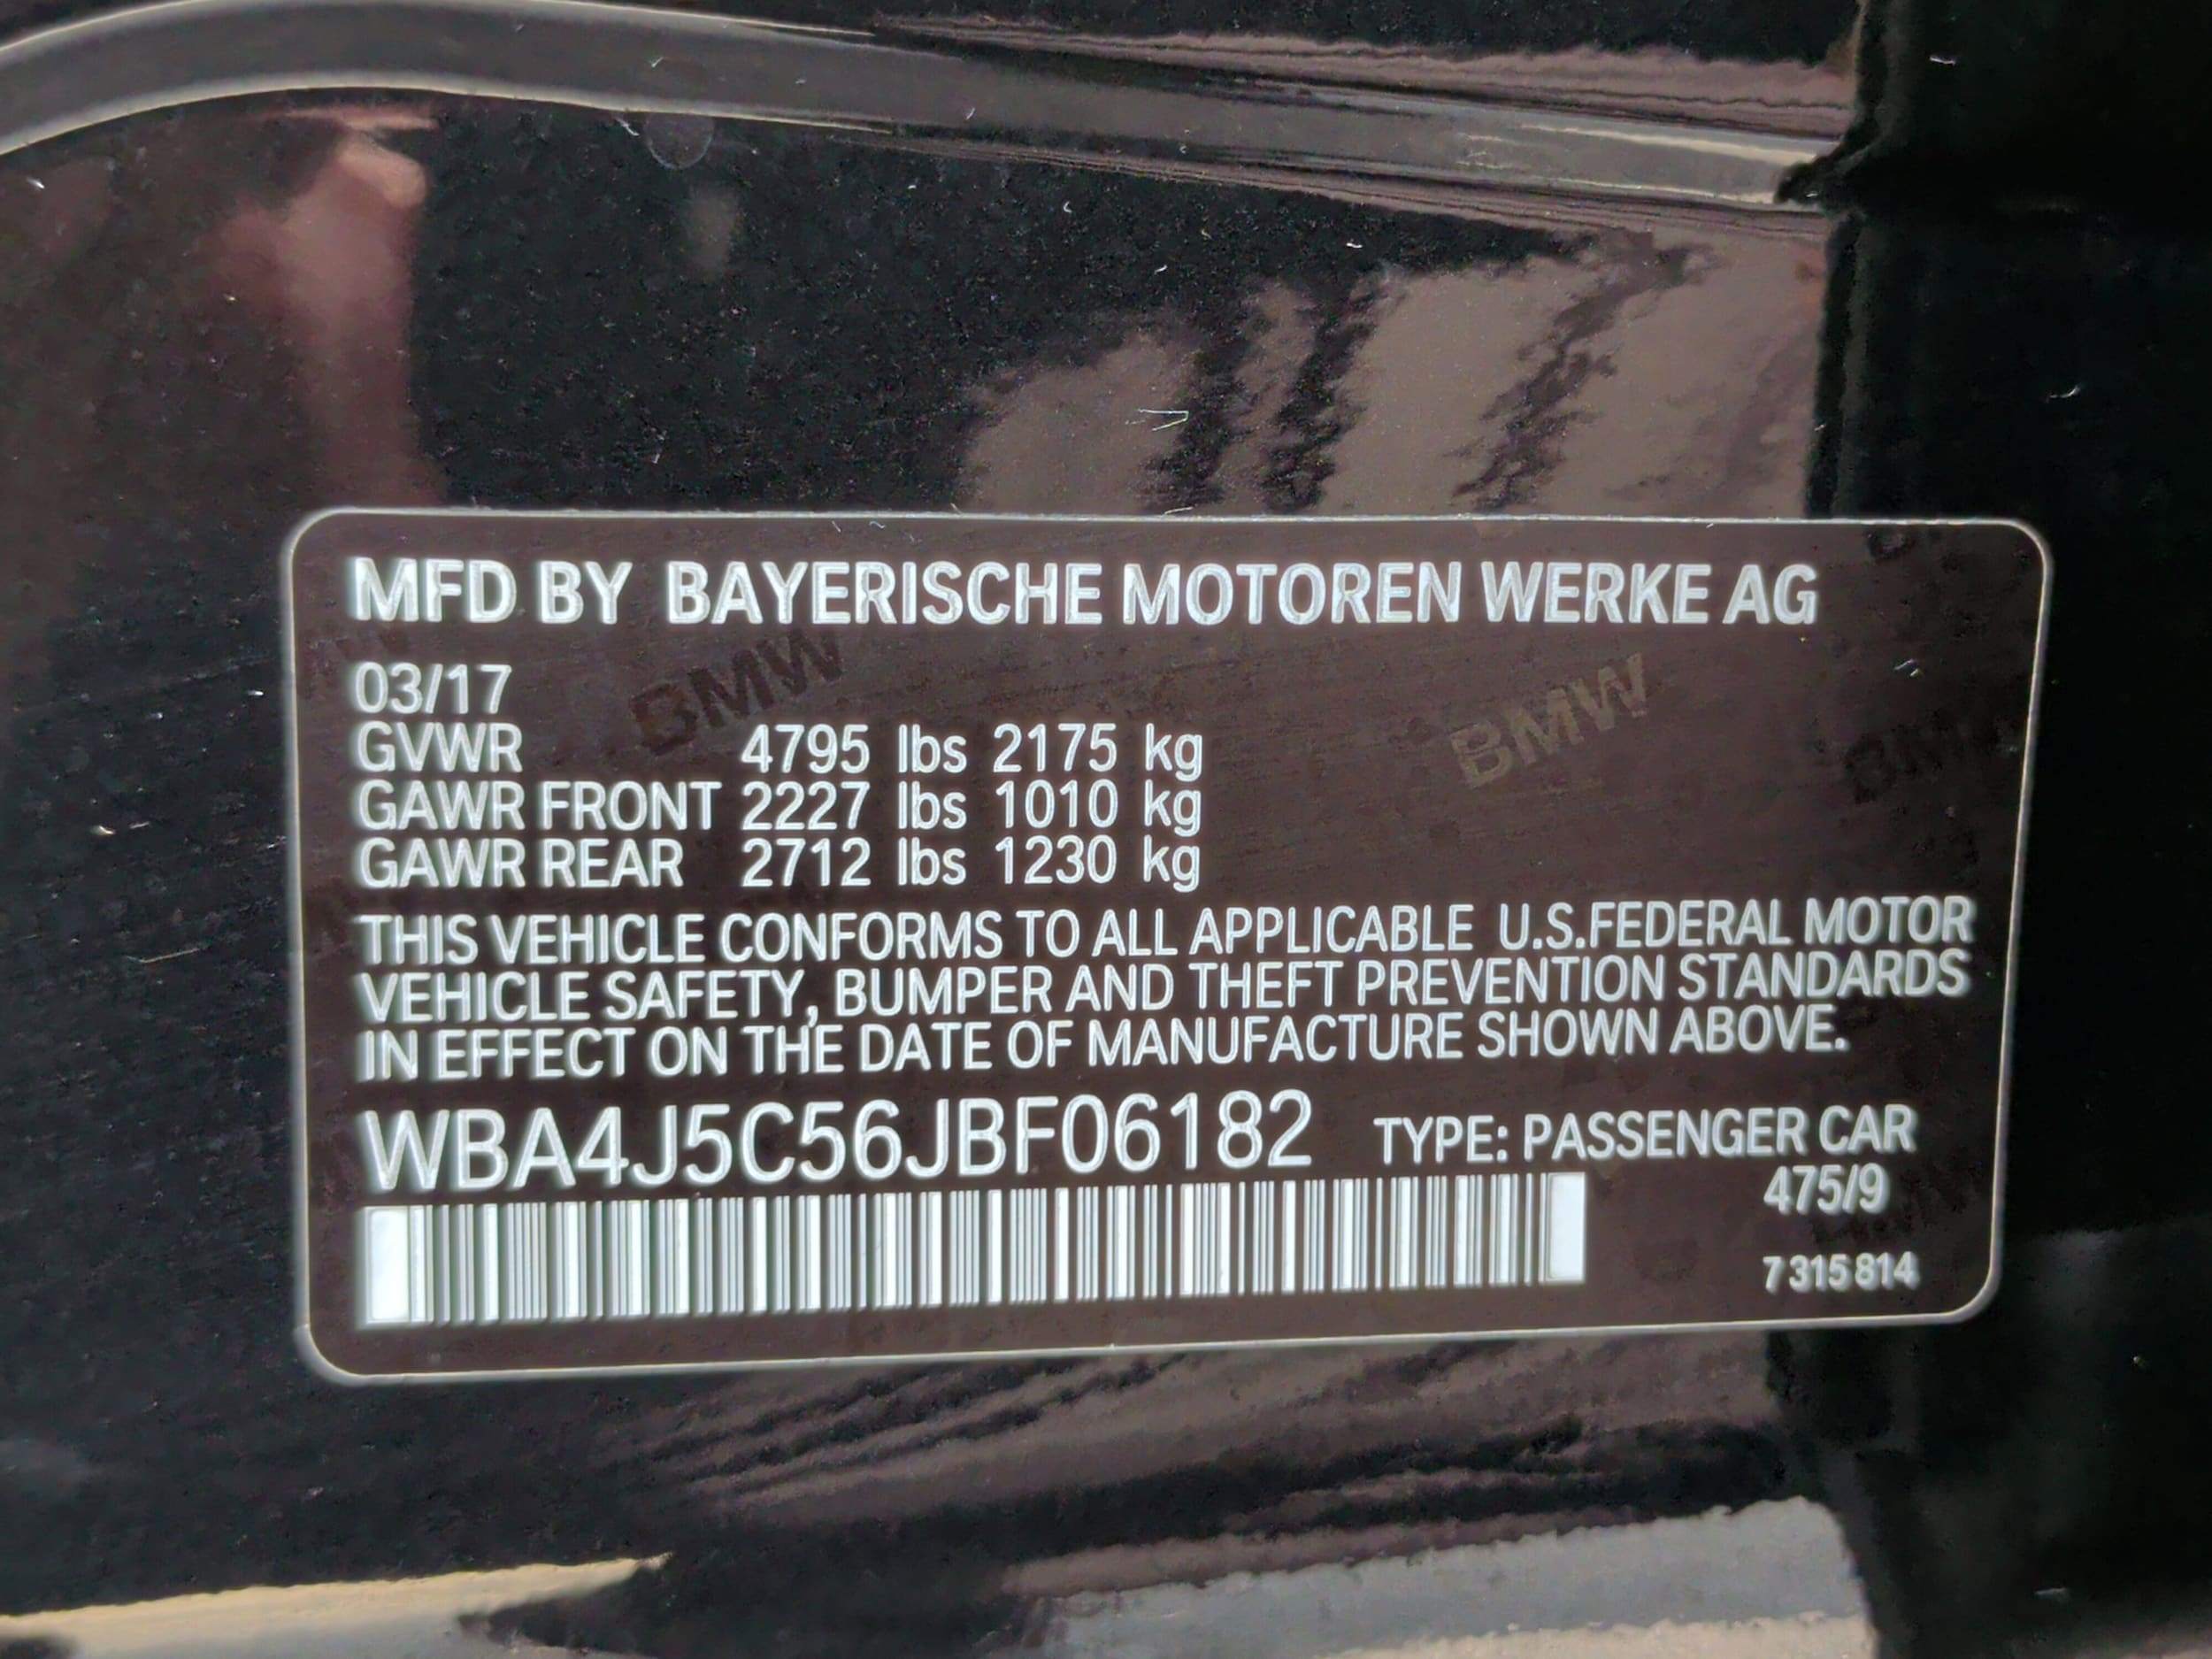 MFD BY BAYERISCHE MOTOREN WERKE AG
03/17
GVWR 4795 lbs 2175 kg
GAWR FRONT 2227 lbs 1010 kg
GAWR REAR 2712 lbs 1230 kg
BMW
BMW
BMW
THIS VEHICLE CONFORMS TO ALL APPLICABLE U.S.FEDERAL MOTOR
VEHICLE SAFETY, BUMPER AND THEFT PREVENTION STANDARDS
IN EFFECT ON THE DATE OF MANUFACTURE SHOWN ABOVE.
WBA4J5C56JBF06182 TYPE: PASSENGER CAR
475/9
7 315 814